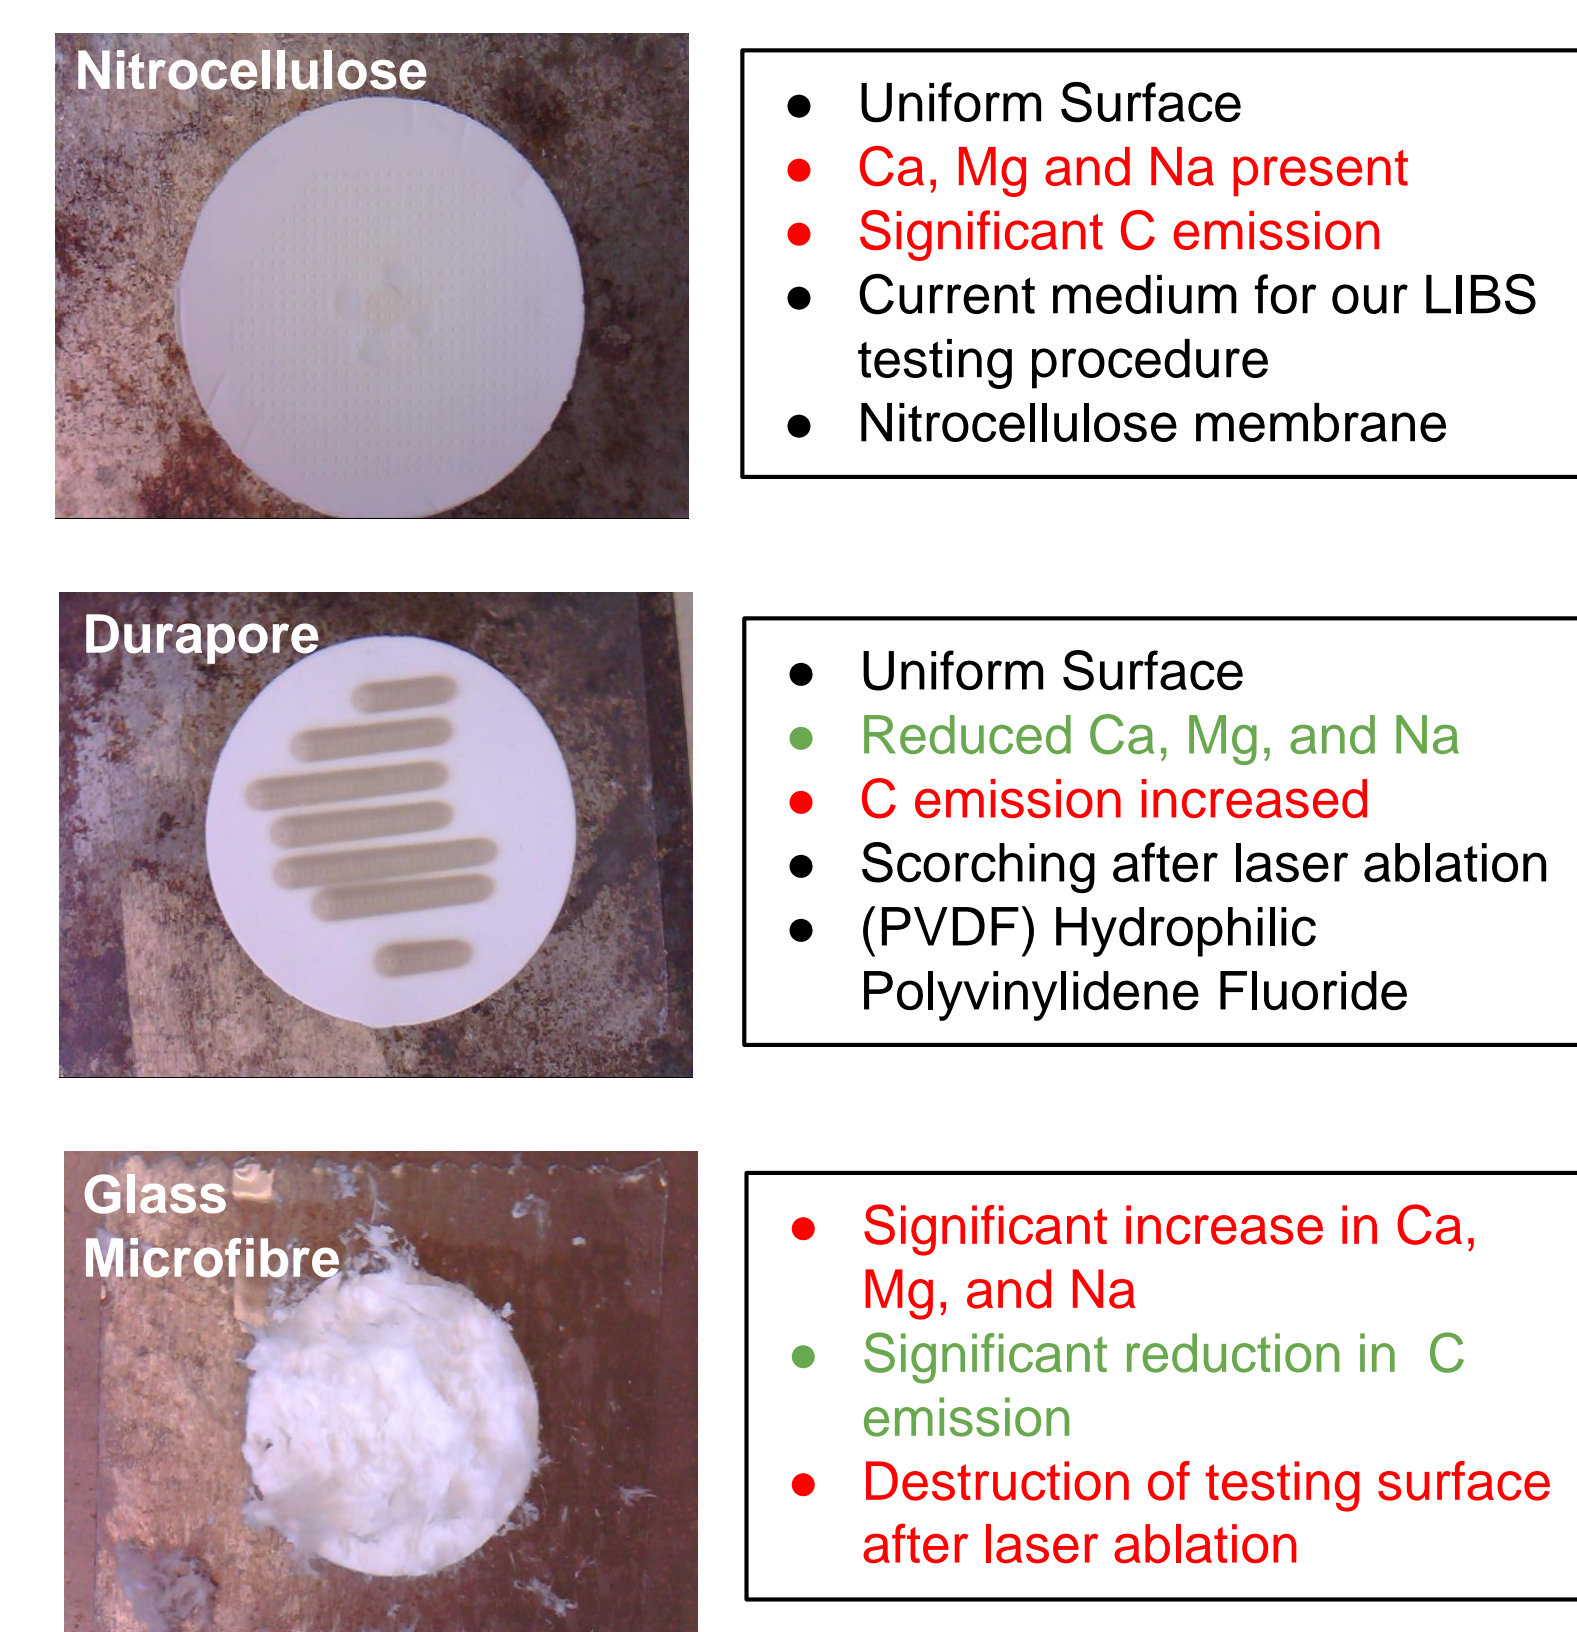 Nitrocellulose
● Uniform Surface
● Ca, Mg and Na present
● Significant C emission
● Current medium for our LIBS
testing procedure
● Nitrocellulose membrane
Durapore
● Uniform Surface
● Reduced Ca, Mg, and Na
● C emission increased
● Scorching after laser ablation
● (PVDF) Hydrophilic
Polyvinylidene Fluoride
Glass
Microfibre
● Significant increase in Ca,
Mg, and Na
● Significant reduction in C
emission
● Destruction of testing surface
after laser ablation